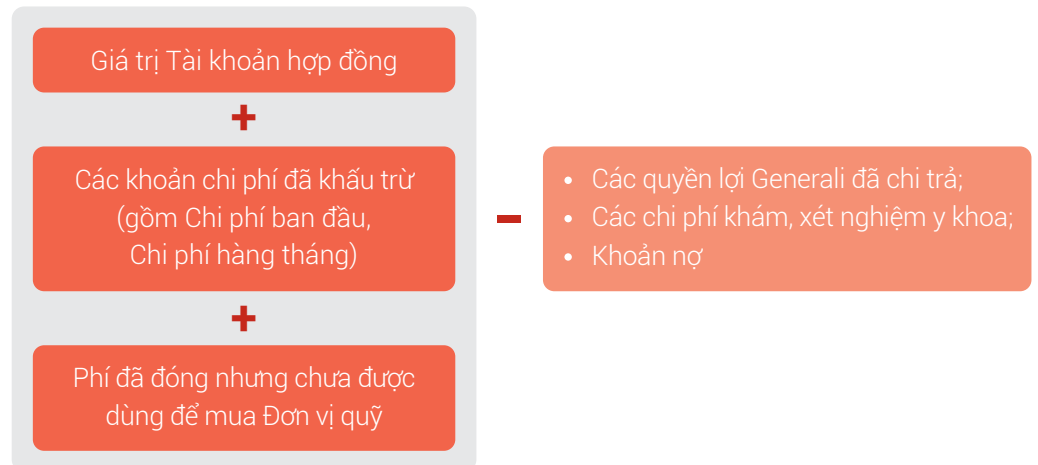 Giá trị Tài khoản hợp đồng
+
Các khoản chi phí đã khấu trừ
(gồm Chi phí ban đầu,
Chi phí hàng tháng)
+
Phí đã đóng nhưng chưa được
dùng để mua Đơn vị quỹ
-
• Các quyền lợi Generali đã chi trả;
• Các chi phí khám, xét nghiệm y khoa;
• Khoản nợ